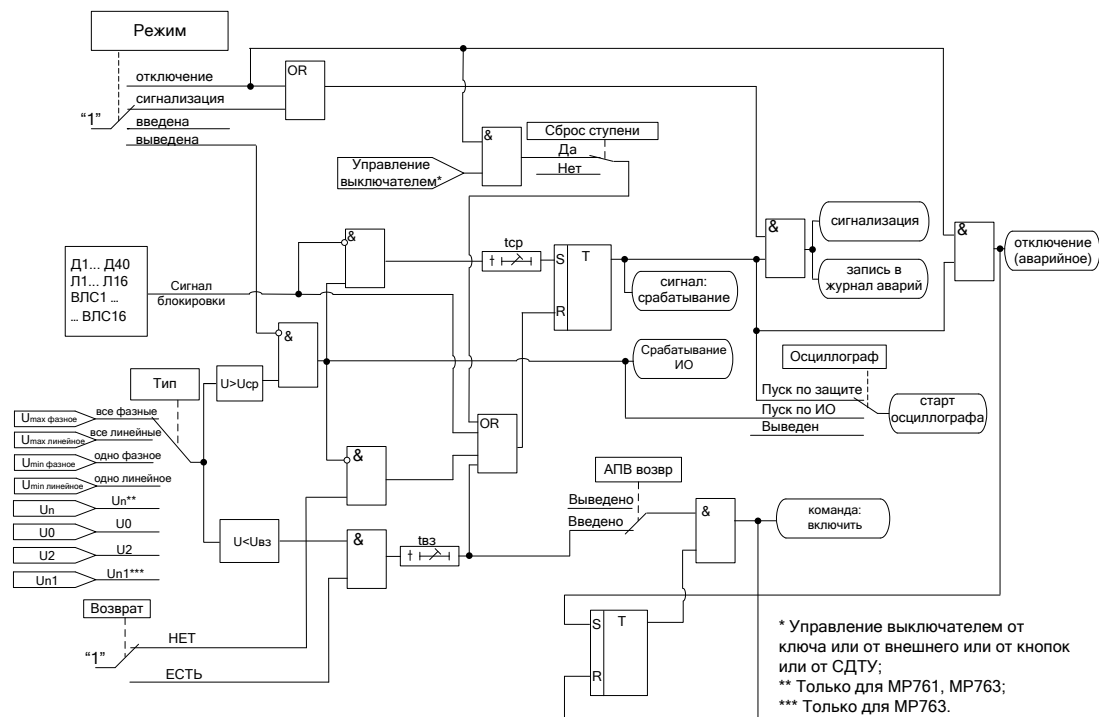 Режим
отключение
сигнализация
введена
выведена
“1”
OR
&
Управление
выключателем*
Сброс ступени
Да
Нет
Д1... Д40
Л1... Л16
ВЛС1 ...
... ВЛС16
Сигнал
блокировки
&
tср
S
T
R
сигнал:
срабатывание
&
сигнализация
запись в
журнал аварий
&
отключение
(аварийное)
&
Срабатывание
ИО
Осциллограф
Пуск по защите
Пуск по ИО
Выведен
старт
осциллографа
Тип
U>Uср
Umax фазное
все фазные
Umax линейное
все линейные
Umin фазное
одно фазное
Umin линейное
одно линейное
Un
Un**
U0
U0
U2
U2
Un1
Un1***
U<Uвз
&
OR
&
tвз
АПВ возвр
Выведено
Введено
&
команда:
включить
Возврат
“1”
НЕТ
ЕСТЬ
S
T
R
* Управление выключателем от
ключа или от внешнего или от кнопок
или от СДТУ;
** Только для МР761, МР763;
*** Только для МР763.